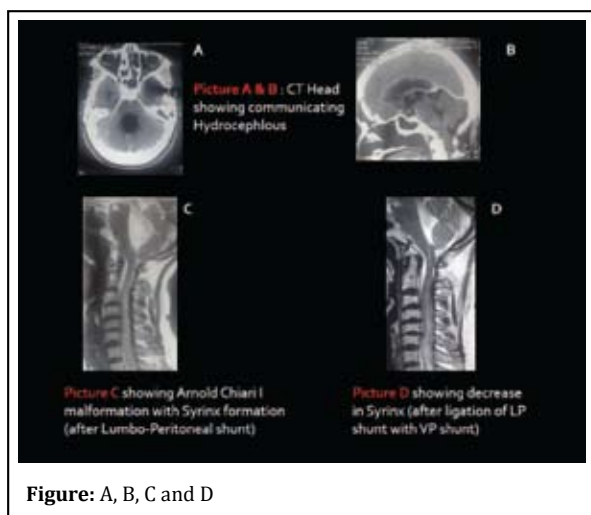 A
Picture A & B : CT Head
showing communicating
Hydrocephlous
B
C
Picture C showing Arnold Chiari I
malformation with Syrinx formation
(after Lumbo-Peritoneal shunt)
D
Picture D showing decrease
in Syrinx (after ligation of LP
shunt with VP shunt)
Figure: A, B, C and D